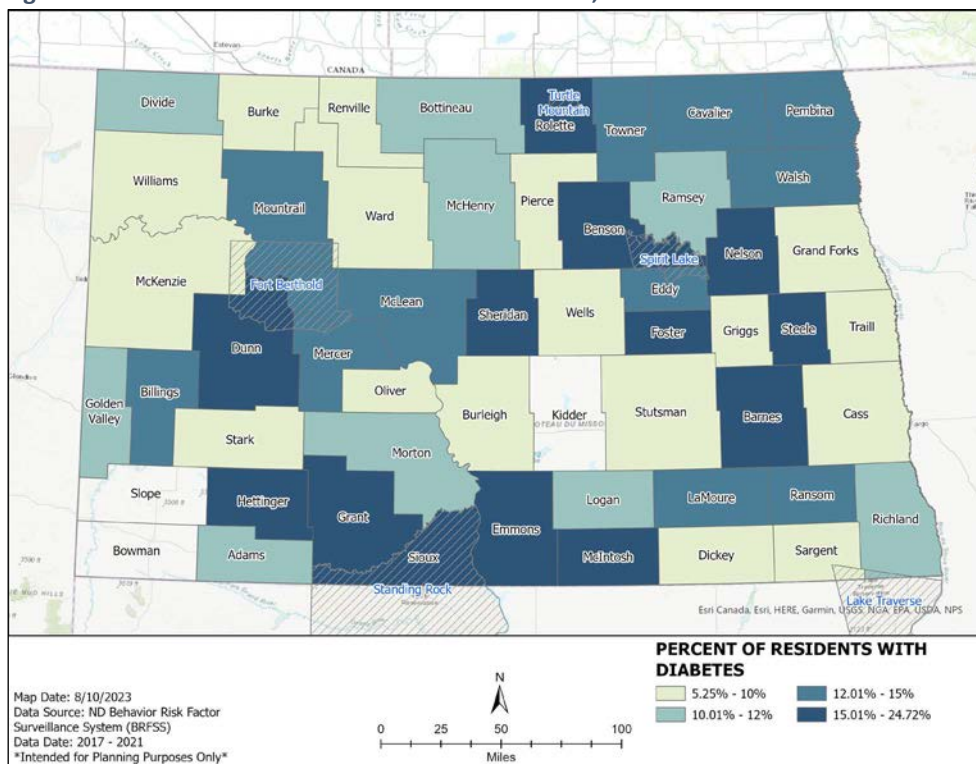 Estevan
CANADA
Divide
Burke
Renville
Bottineau
Turtle
Mountain
Rolette
Towner
Cavalier
Pembina
Williams
Mountrail
Ward
McHenry
Pierce
Benson
Ramsey
Walsh
Spirit Lake
Nelson
Grand Forks
McKenzie
Fort Berthold
McLean
Sheridan
Wells
Eddy
Foster
Griggs
Steele
Traill
Dunn
Mercer
Golden
Valley
Billings
Oliver
Burleigh
Kidder
Stutsman
Barnes
Cass
Stark
Morton
Slope
Hettinger
Grant
Emmons
Logan
LaMoure
Ransom
Richland
Bowman
Adams
Sioux
McIntosh
Dickey
Sargent
Standing Rock
Lake Traverse
Esri Canada, Esri, HERE, Garmin, USGS, NGA, EPA, USDA, NPS
PERCENT OF RESIDENTS WITH
DIABETES
5.25% - 10%
12.01% - 15%
10.01% - 12%
15.01% - 24.72%
Map Date: 8/10/2023
Data Source: ND Behavior Risk Factor
Surveillance System (BRFSS)
Data Date: 2017 - 2021
*Intended for Planning Purposes Only*
N
0 50 100
Miles